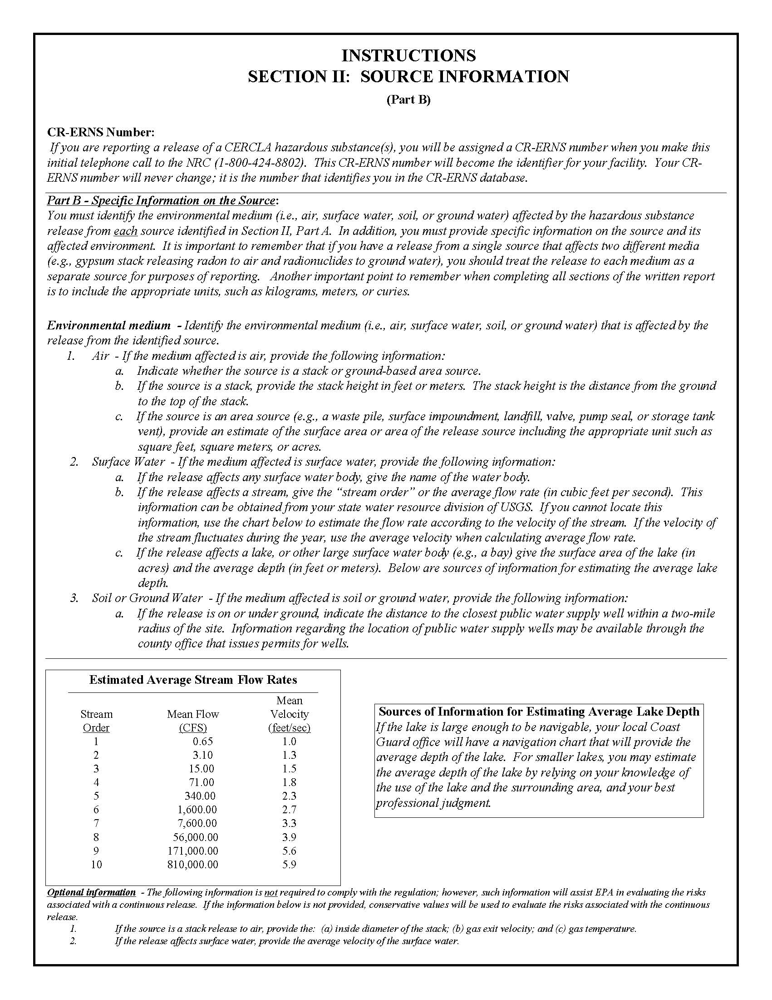 INSTRUCTIONS
SECTION II:  SOURCE INFORMATION
(Part B)
CR-ERNS Number:
If you are reporting a release of a CERCLA hazardous substance(s), you will be assigned a CR-ERNS number when you make this
initial telephone call to the NRC (1-800-424-8802).  This CR-ERNS number will become the identifier for your facility.  Your CR-
ERNS number will never change; it is the number that identifies you in the CR-ERNS database.
Part B - Specific Information on the Source:
You must identify the environmental medium (i.e., air, surface water, soil, or ground water) affected by the hazardous substance
release from each source identified in Section II, Part A.  In addition, you must provide specific information on the source and its
affected environment.  It is important to remember that if you have a release from a single source that affects two different media
(e.g., gypsum stack releasing radon to air and radionuclides to ground water), you should treat the release to each medium as a
separate source for purposes of reporting.   Another important point to remember when completing all sections of the written report
is to include the appropriate units, such as kilograms, meters, or curies.
Environmental medium  - Identify the environmental medium (i.e., air, surface water, soil, or ground water) that is affected by the
release from the identified source.
1. Air  - If the medium affected is air, provide the following information:
a. Indicate whether the source is a stack or ground-based area source.
b. If the source is a stack, provide the stack height in feet or meters.  The stack height is the distance from the ground
to the top of the stack.
c. If the source is an area source (e.g., a waste pile, surface impoundment, landfill, valve, pump seal, or storage tank
vent), provide an estimate of the surface area or area of the release source including the appropriate unit such as
square feet, square meters, or acres.
2. Surface Water  - If the medium affected is surface water, provide the following information:
a. If the release affects any surface water body, give the name of the water body.
b. If the release affects a stream, give the “stream order” or the average flow rate (in cubic feet per second).  This
information can be obtained from your state water resource division of USGS.  If you cannot locate this
information, use the chart below to estimate the flow rate according to the velocity of the stream.  If the velocity of
the stream fluctuates during the year, use the average velocity when calculating average flow rate.
c. If the release affects a lake, or other large surface water body (e.g., a bay) give the surface area of the lake (in
acres) and the average depth (in feet or meters).  Below are sources of information for estimating the average lake
depth.
3. Soil or Ground Water  - If the medium affected is soil or ground water, provide the following information:
a. If the release is on or under ground, indicate the distance to the closest public water supply well within a two-mile
radius of the site.  Information regarding the location of public water supply wells may be available through the
county office that issues permits for wells.
Estimated Average Stream Flow Rates
Mean
Stream Mean Flow Velocity
Order (CFS) (feet/sec)
1 0.65 1.0
2 3.10 1.3
3 15.00 1.5
4 71.00 1.8
5 340.00 2.3
6 1,600.00 2.7
7 7,600.00 3.3
8 56,000.00 3.9
9 171,000.00 5.6
10 810,000.00 5.9
Sources of Information for Estimating Average Lake Depth
If the lake is large enough to be navigable, your local Coast
Guard office will have a navigation chart that will provide the
average depth of the lake.  For smaller lakes, you may estimate
the average depth of the lake by relying on your knowledge of
the use of the lake and the surrounding area, and your best
professional judgment.
Optional information  - The following information is not required to comply with the regulation; however, such information will assist EPA in evaluating the risks
associated with a continuous release.  If the information below is not provided, conservative values will be used to evaluate the risks associated with the continuous
release.
1. If the source is a stack release to air, provide the:  (a) inside diameter of the stack; (b) gas exit velocity; and (c) gas temperature.
2. If the release affects surface water, provide the average velocity of the surface water.